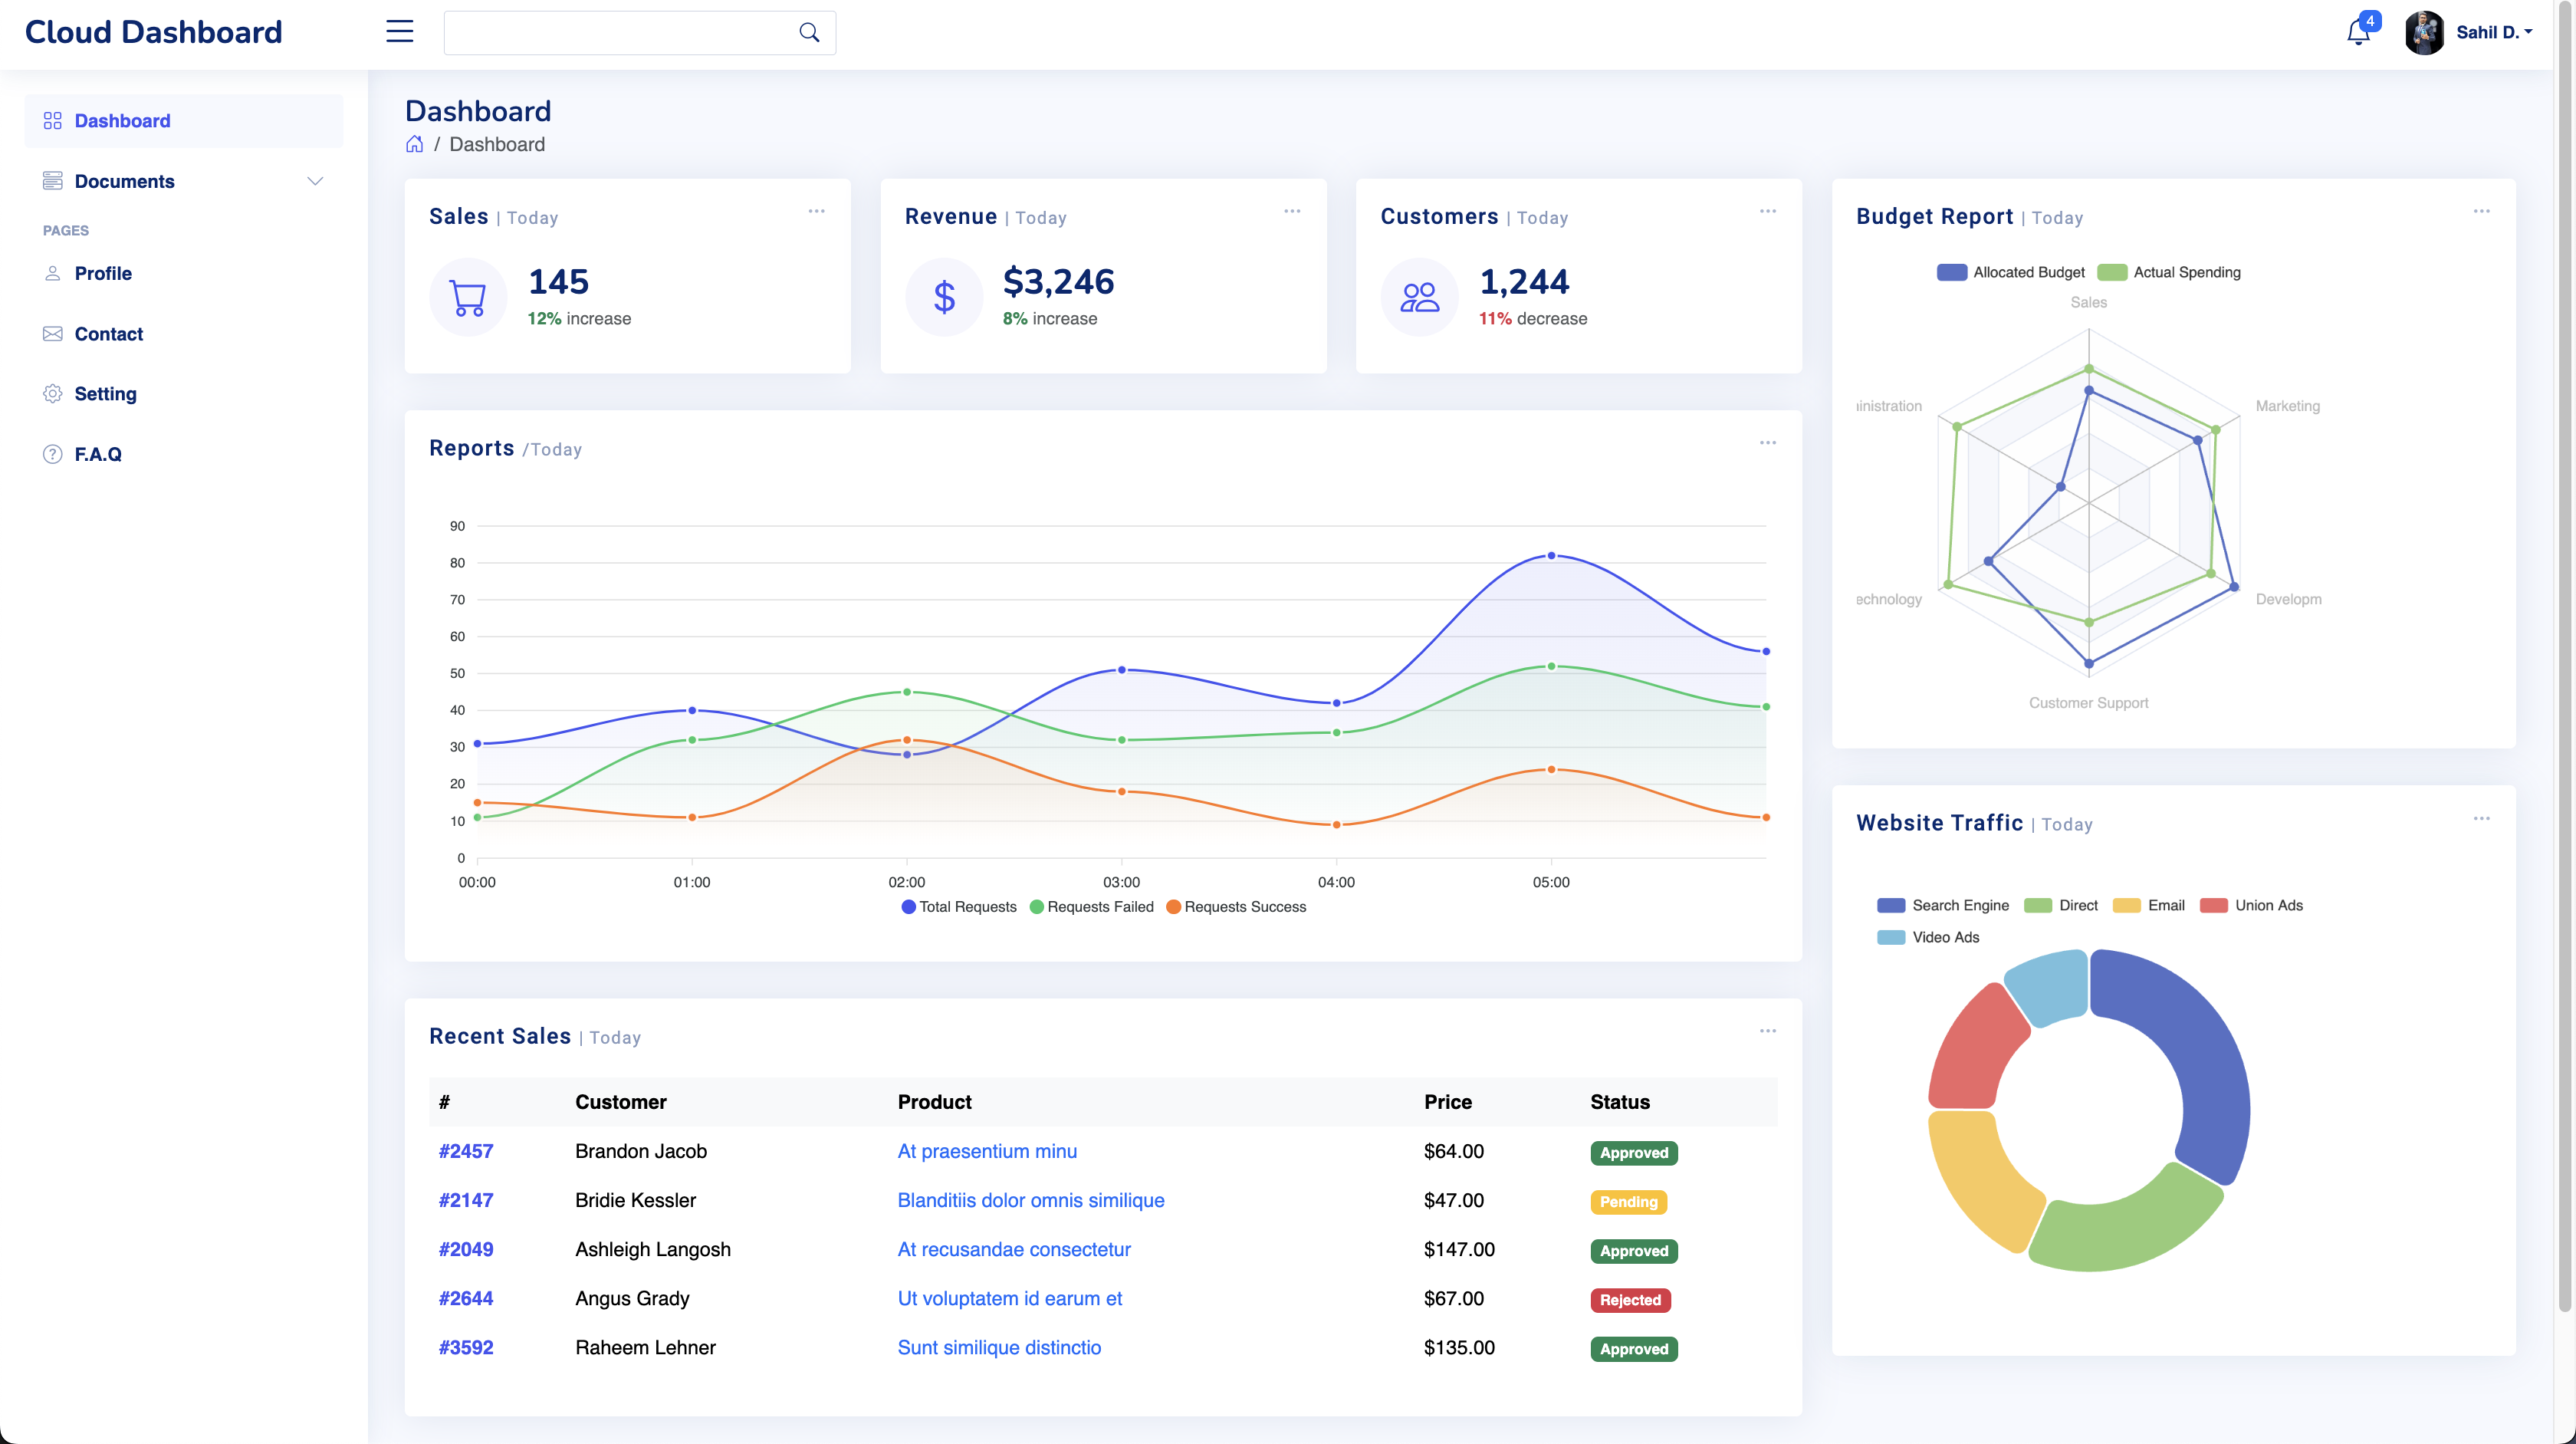 Cloud Dashboard
4
Sahil D.
Dashboard
Documents
PAGES
Profile
Contact
Setting
F.A.Q
Dashboard
/ Dashboard
Sales | Today
145
12% increase
Revenue | Today
$ $3,246
8% increase
Customers | Today
1,244
11% decrease
Reports /Today
90
80
70
60
50
40
30
20
10
0
00:00 01:00 02:00 03:00 04:00 05:00
Total Requests Requests Failed Requests Success
Recent Sales | Today
# Customer Product Price Status
#2457 Brandon Jacob At praesentium minu $64.00 Approved
#2147 Bridie Kessler Blanditiis dolor omnis similique $47.00 Pending
#2049 Ashleigh Langosh At recusandae consectetur $147.00 Approved
#2644 Angus Grady Ut voluptatem id earum et $67.00 Rejected
#3592 Raheem Lehner Sunt similique distinctio $135.00 Approved
Budget Report | Today
Allocated Budget Actual Spending
Sales
inistration Marketing
echnology Developm
Customer Support
Website Traffic | Today
Search Engine Direct Email Union Ads
Video Ads